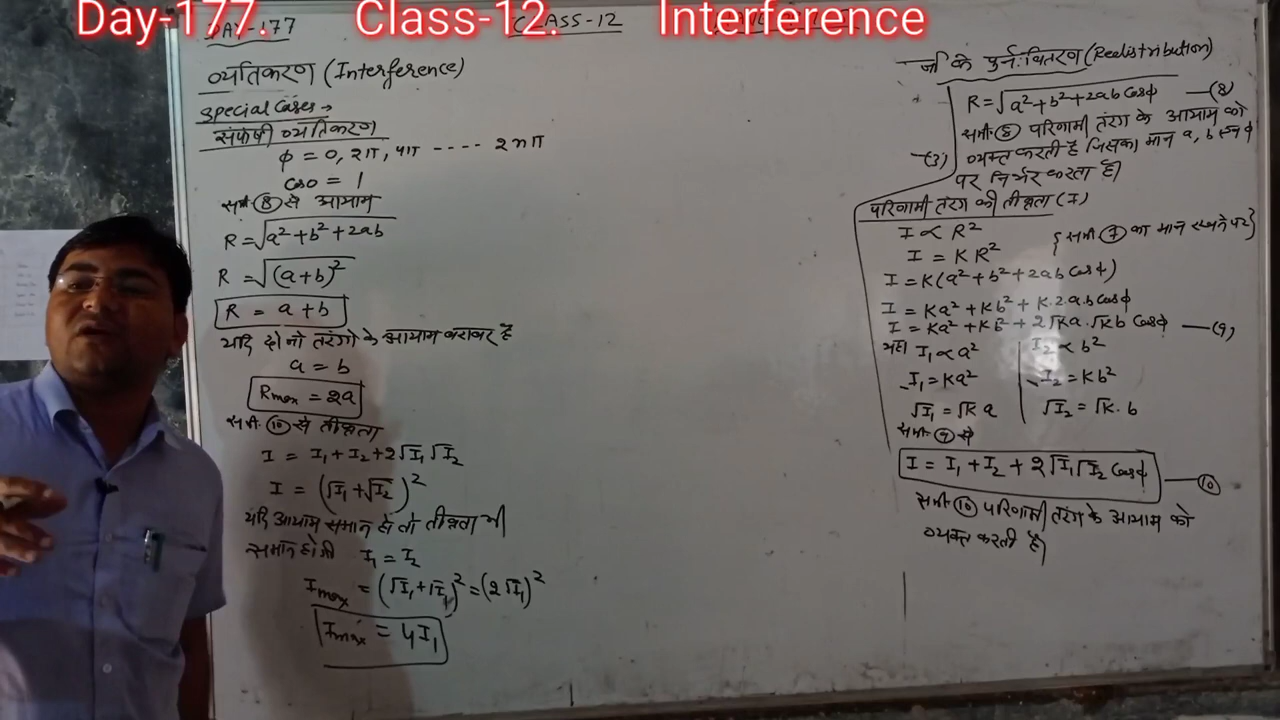 Day-177. Class-12. Interference
DAY-177 CLASS-12
व्यतिकरण (Interference)
Special Cases →
संपोषी व्यतिकरण
ϕ = 0, 2π, 4π ---- 2nπ
cos0 = 1
समी. ⑧ से आयाम
R = √a² + b² + 2ab
R = √(a+b)²
R = a + b
यदि दोनो तरंगो के आयाम बराबर है
a = b
Rmax = 2a
समी. ⑩ से तीव्रता
I = I₁ + I₂ + 2√I₁ √I₂
I = (√I₁ + √I₂)²
यदि आयाम समान हो तो तीव्रता भी
समान होगी I₁ = I₂
Imax = (√I₁ + √I₁)² = (2√I₁)²
Imax = 4I₁
के पुर्न:वितरण (Redistribution)
R = √a² + b² + 2ab Cosϕ —(8)
समी. ⑧ परिणामी तरंग के आयाम को
—(3) व्यक्त करती है जिसका मान a, b ϕ
पर निर्भर करता है।
परिणामी तरंग की तीव्रता (I)
I ∝ R²
I = KR² {समी. ⑦ का मान रखने पर}
I = K(a² + b² + 2ab Cosϕ)
I = Ka² + Kb² + K.2.a.b Cosϕ
I = Ka² + Kb² + 2√Ka.√Kb Cosϕ —(9)
यहा I₁ ∝ a² | I₂ ∝ b²
I₁ = Ka² | I₂ = Kb²
√I₁ = √K a | √I₂ = √K.b
समी. ⑨ से
I = I₁ + I₂ + 2√I₁√I₂ Cosϕ —⑩
समी. ⑩ परिणामी तरंग के आयाम को
व्यक्त करती है।